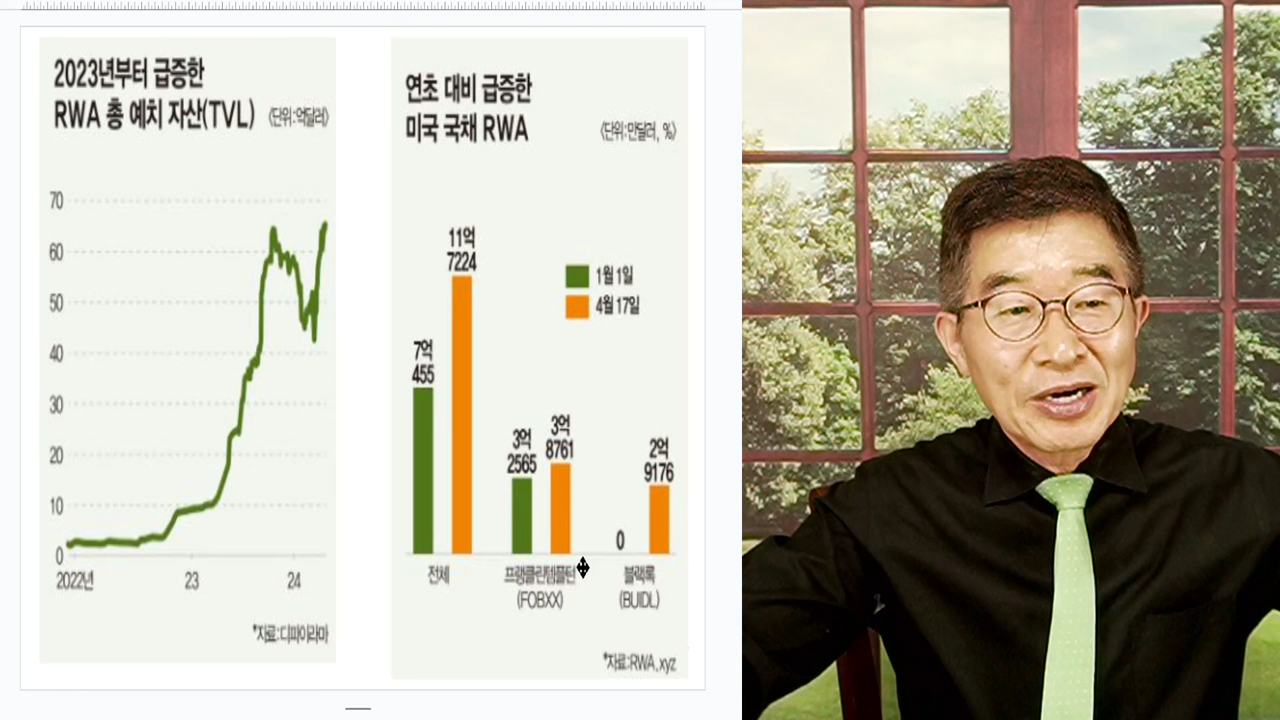 2023년부터 급증한
RWA 총 예치 자산(TVL)
〈단위:억달러〉
70
60
50
40
30
20
10
0
2022년
23
24
*자료:디파이라마
연초 대비 급증한
미국 국채 RWA
〈단위:만달러, %〉
1월 1일
4월 17일
7억
455
11억
7224
3억
2565
3억
8761
0
2억
9176
전체
프랭클린템플턴
(FOBXX)
블랙록
(BUIDL)
*자료:RWA.xyz